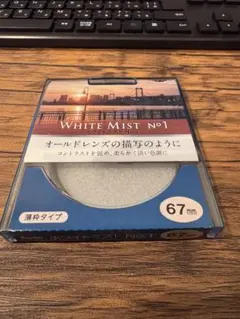 WHITE MIST No1
オールドレンズの描写のように
コントラストを弱め、柔らかく淡い色調に
薄枠タイプ
67mm